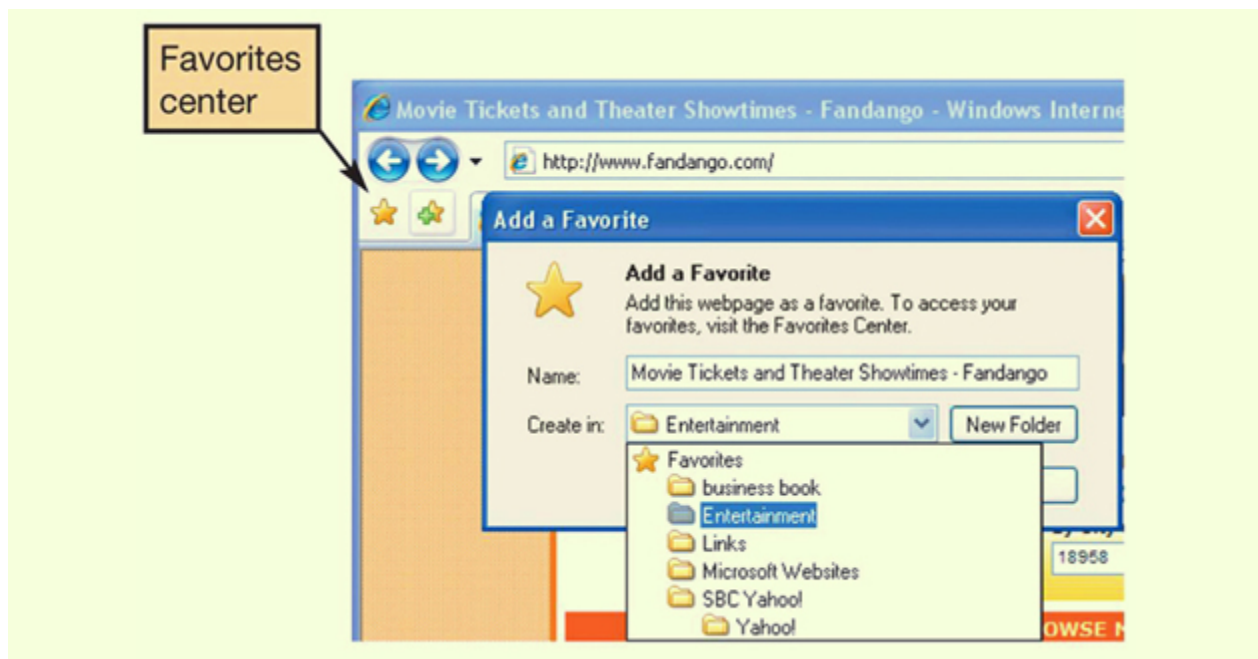 Favorites
center
Movie Tickets and Theater Showtimes - Fandango - Windows Interne
http://www.fandango.com/
Add a Favorite
Add a Favorite
Add this webpage as a favorite. To access your
favorites, visit the Favorites Center.
Name: Movie Tickets and Theater Showtimes - Fandango
Create in: Entertainment New Folder
Favorites
business book
Entertainment
Links
18958
Microsoft Websites
SBC Yahoo!
Yahoo!
OWSE